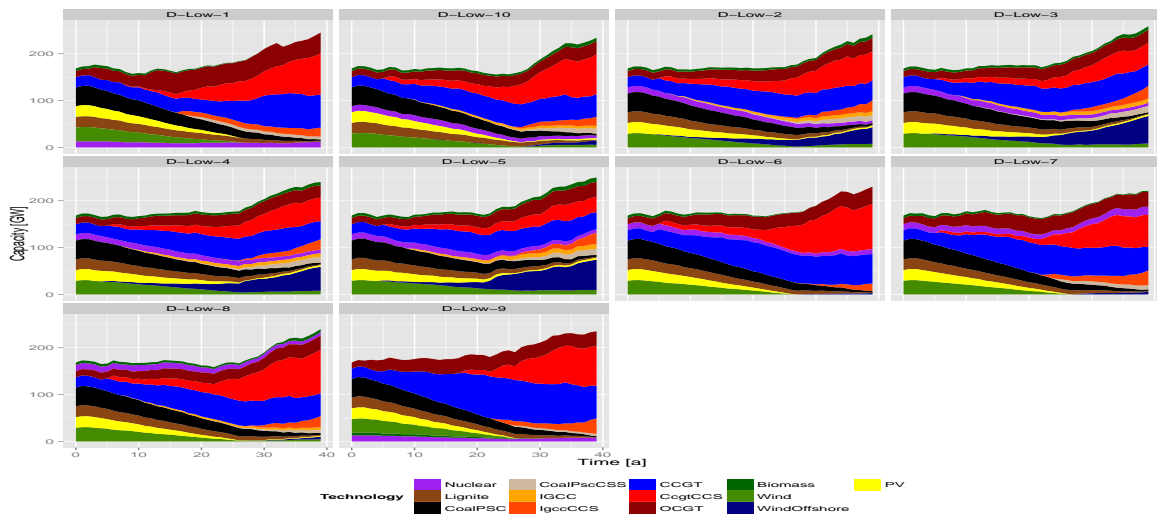 D-Low-1 D-Low-10 D-Low-2 D-Low-3
200
100
0
D-Low-4 D-Low-5 D-Low-6 D-Low-7
200
100
0
Capacity [GW]
D-Low-8 D-Low-9
200
100
0
0 10 20 30 40 0 10 20 30 40
Time [a]
Technology
Nuclear CoalPscCSS CCGT Biomass PV
Lignite IGCC CcgtCCS Wind
CoalPSC IgccCCS OCGT WindOffshore